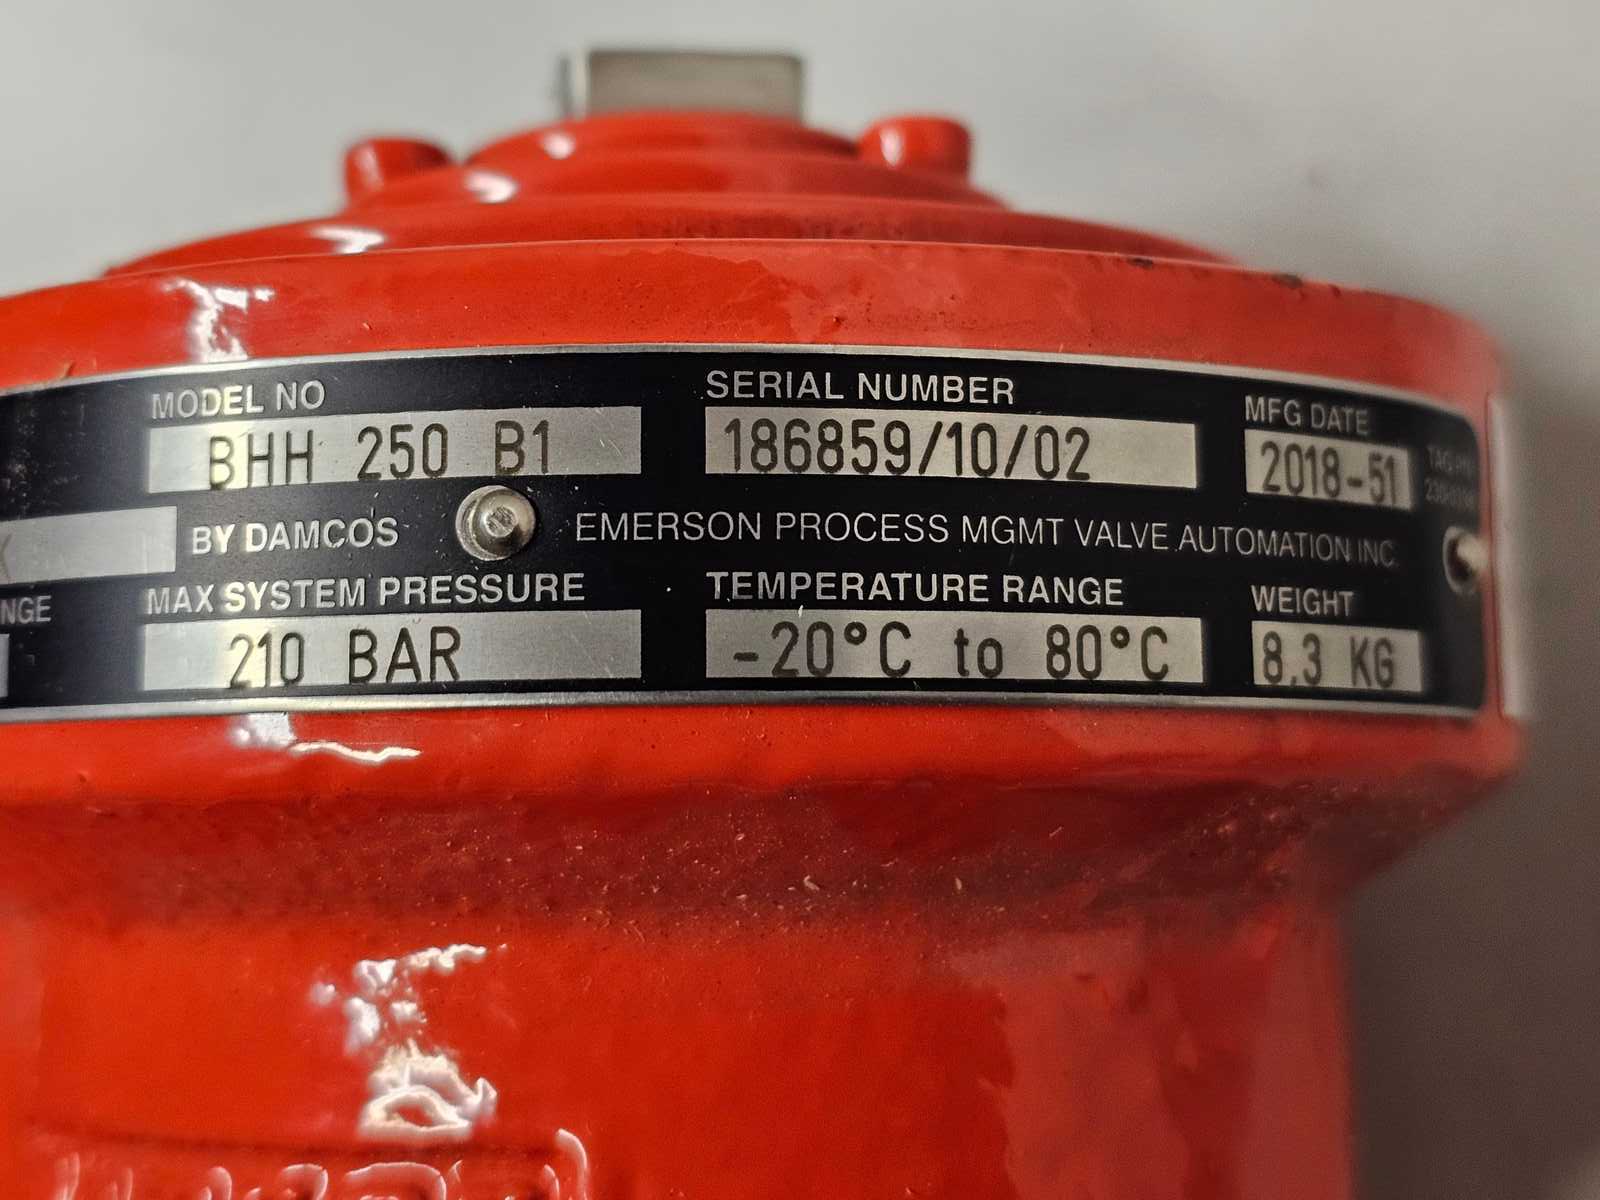 MODEL NO
BHH 250 B1
SERIAL NUMBER
186859/10/02
MFG DATE
2018-51
BY DAMCOS
EMERSON PROCESS MGMT VALVE AUTOMATION INC.
MAX SYSTEM PRESSURE
210 BAR
TEMPERATURE RANGE
-20°C to 80°C
WEIGHT
8.3 KG